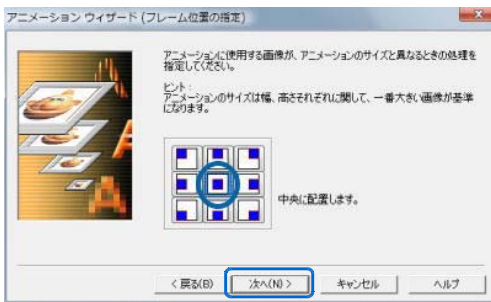 アニメーション ウィザード (フレーム位置の指定)
アニメーションに使用する画像が、アニメーションのサイズと異なるときの処理を
指定してください。
ヒント :
アニメーションのサイズは幅、高さそれぞれに関して、一番大きい画像が基準
になります。
中央に配置します。
< 戻る(B)
次へ(N) >
キャンセル
ヘルプ